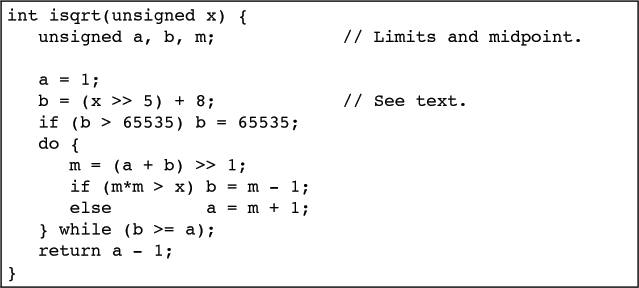 int isqrt(unsigned x) {
   unsigned a, b, m;            // Limits and midpoint.

   a = 1;
   b = (x >> 5) + 8;            // See text.
   if (b > 65535) b = 65535;
   do {
      m = (a + b) >> 1;
      if (m*m > x) b = m - 1;
      else         a = m + 1;
   } while (b >= a);
   return a - 1;
}